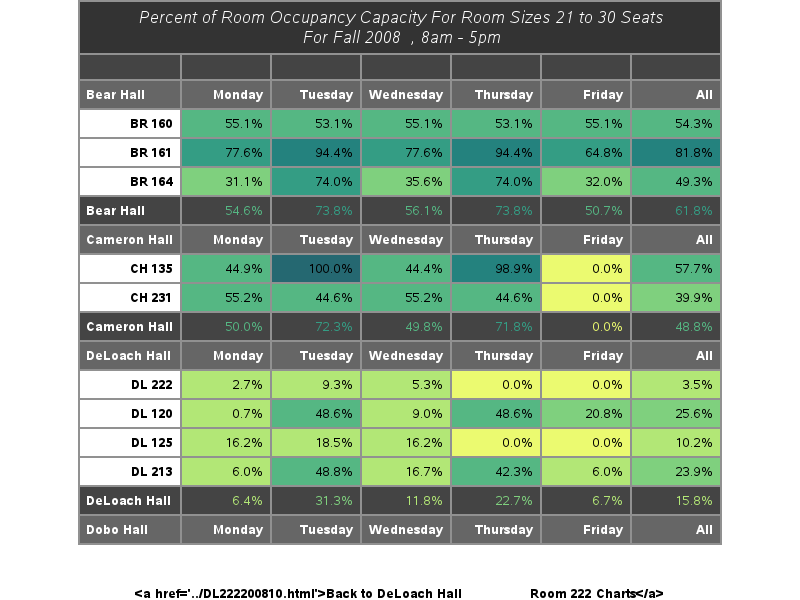 Percent of Room Occupancy Capacity For Room Sizes 21 to 30 Seats
For Fall 2008 , 8am - 5pm
Bear Hall Monday Tuesday Wednesday Thursday Friday All
BR 160 55.1% 53.1% 55.1% 53.1% 55.1% 54.3%
BR 161 77.6% 94.4% 77.6% 94.4% 64.8% 81.8%
BR 164 31.1% 74.0% 35.6% 74.0% 32.0% 49.3%
Bear Hall 54.6% 73.8% 56.1% 73.8% 50.7% 61.8%
Cameron Hall Monday Tuesday Wednesday Thursday Friday All
CH 135 44.9% 100.0% 44.4% 98.9% 0.0% 57.7%
CH 231 55.2% 44.6% 55.2% 44.6% 0.0% 39.9%
Cameron Hall 50.0% 72.3% 49.8% 71.8% 0.0% 48.8%
DeLoach Hall Monday Tuesday Wednesday Thursday Friday All
DL 222 2.7% 9.3% 5.3% 0.0% 0.0% 3.5%
DL 120 0.7% 48.6% 9.0% 48.6% 20.8% 25.6%
DL 125 16.2% 18.5% 16.2% 0.0% 0.0% 10.2%
DL 213 6.0% 48.8% 16.7% 42.3% 6.0% 23.9%
DeLoach Hall 6.4% 31.3% 11.8% 22.7% 6.7% 15.8%
Dobo Hall Monday Tuesday Wednesday Thursday Friday All
<a href='../DL222200810.html'>Back to DeLoach Hall Room 222 Charts</a>